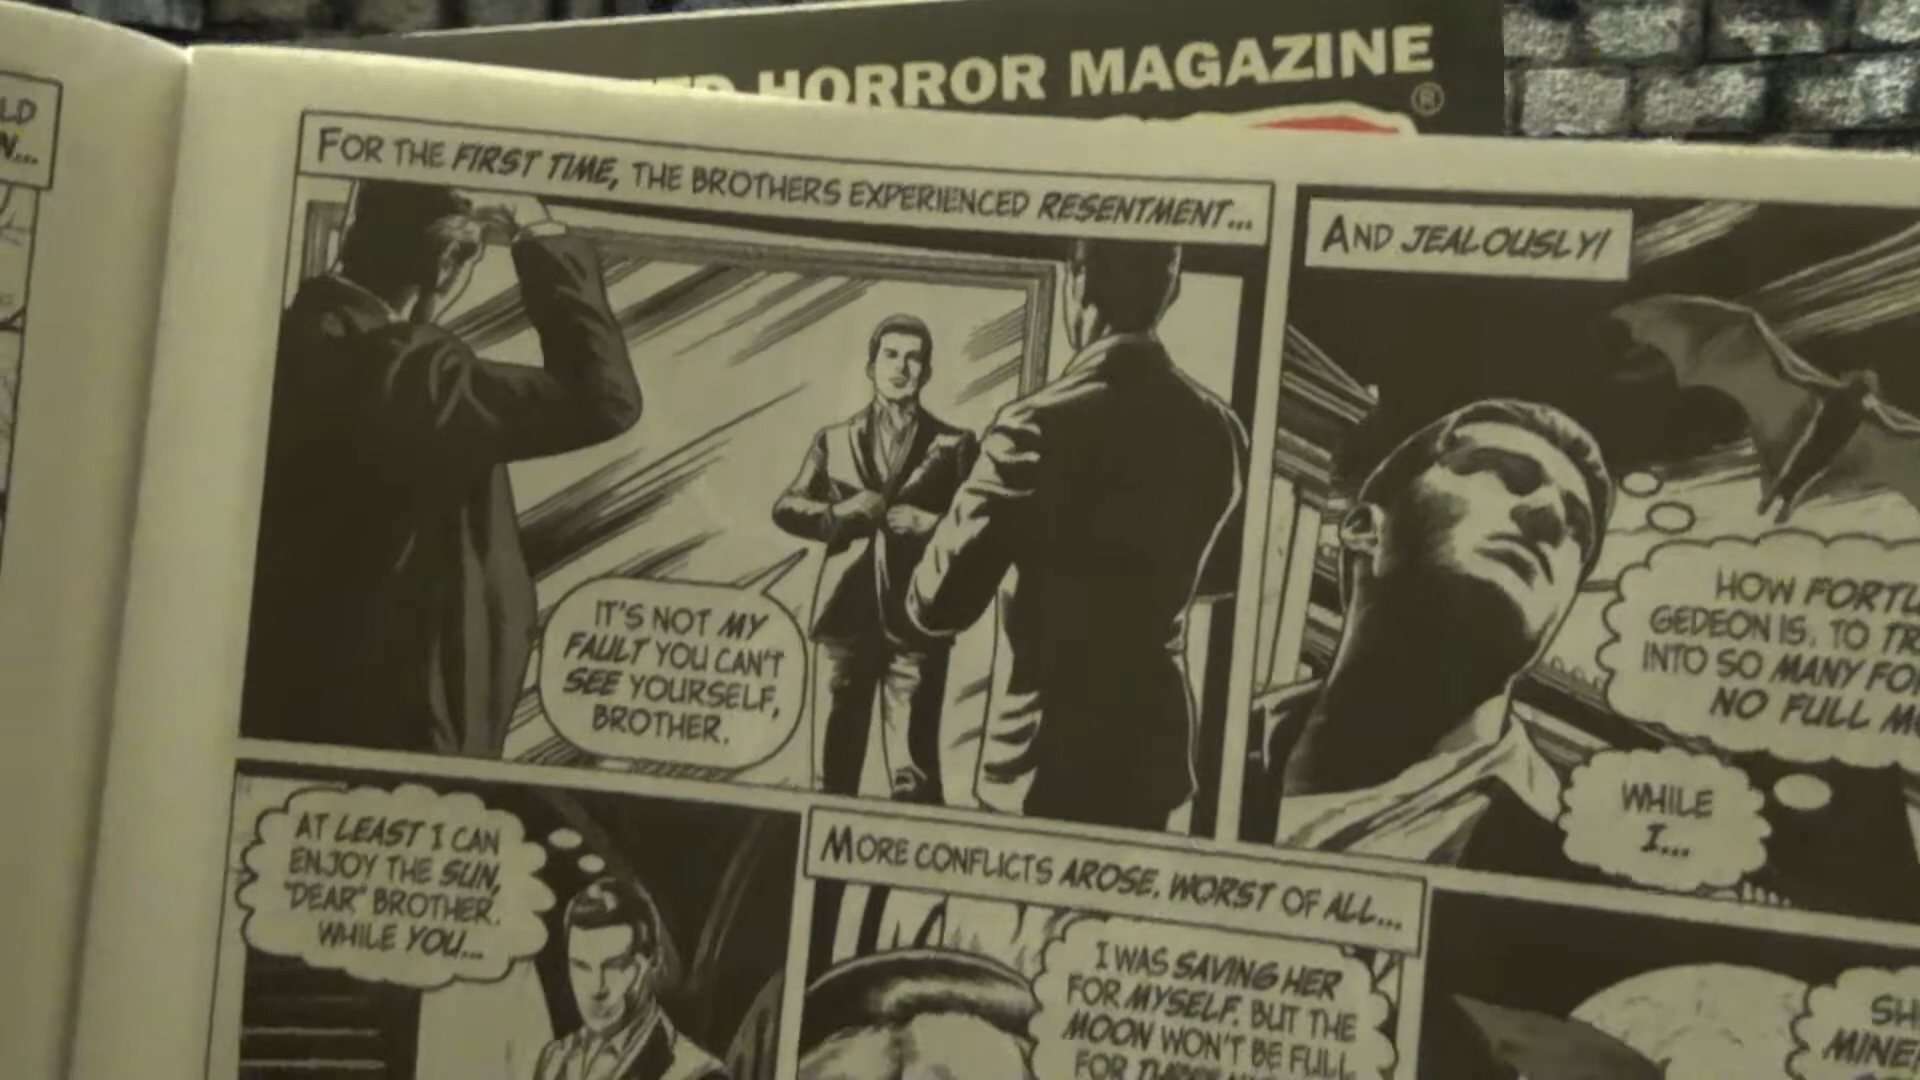 HORROR MAGAZINE
®
FOR THE FIRST TIME, THE BROTHERS EXPERIENCED RESENTMENT...
IT'S NOT MY
FAULT YOU CAN'T
SEE YOURSELF,
BROTHER.
AND JEALOUSLY!
GEDEON IS. TO
INTO SO MANY
NO FULL
HOW
WHILE
I...
AT LEAST I CAN
ENJOY THE SUN,
"DEAR" BROTHER.
WHILE YOU...
MORE CONFLICTS AROSE. WORST OF ALL...
I WAS SAVING HER
FOR MYSELF. BUT THE
MOON WON'T BE FULL
FOR